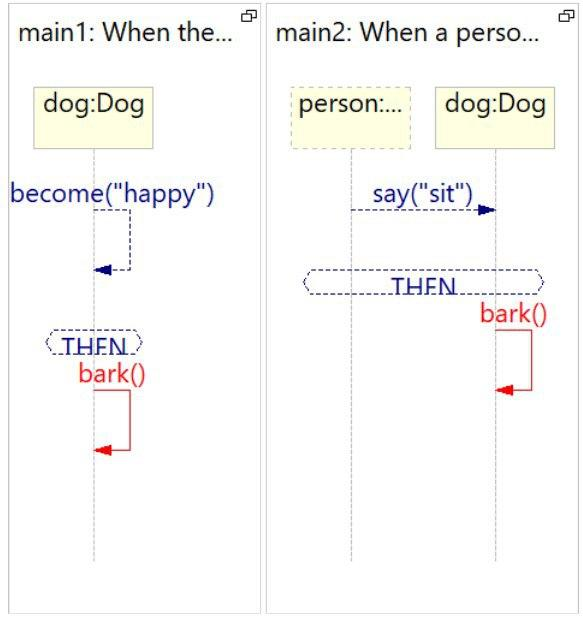 main1: When the...
dog:Dog
become("happy")
THEN
bark()
main2: When a perso...
person:...
dog:Dog
say("sit")
THEN
bark()